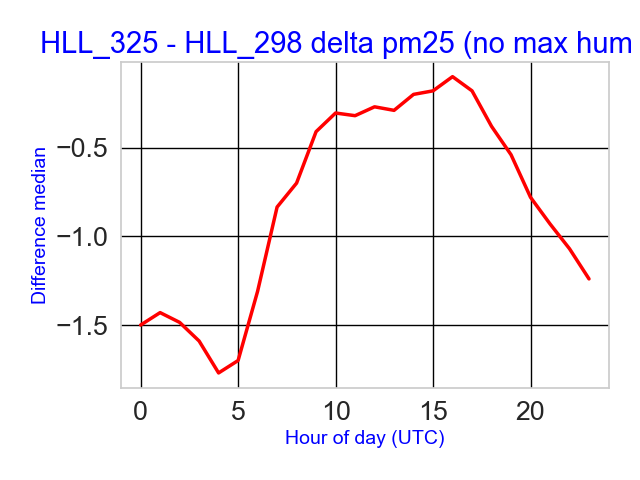 HLL_325 - HLL_298 delta pm25 (no max hum
Difference median
−0.5
−1.0
−1.5
0 5 10 15 20
Hour of day (UTC)